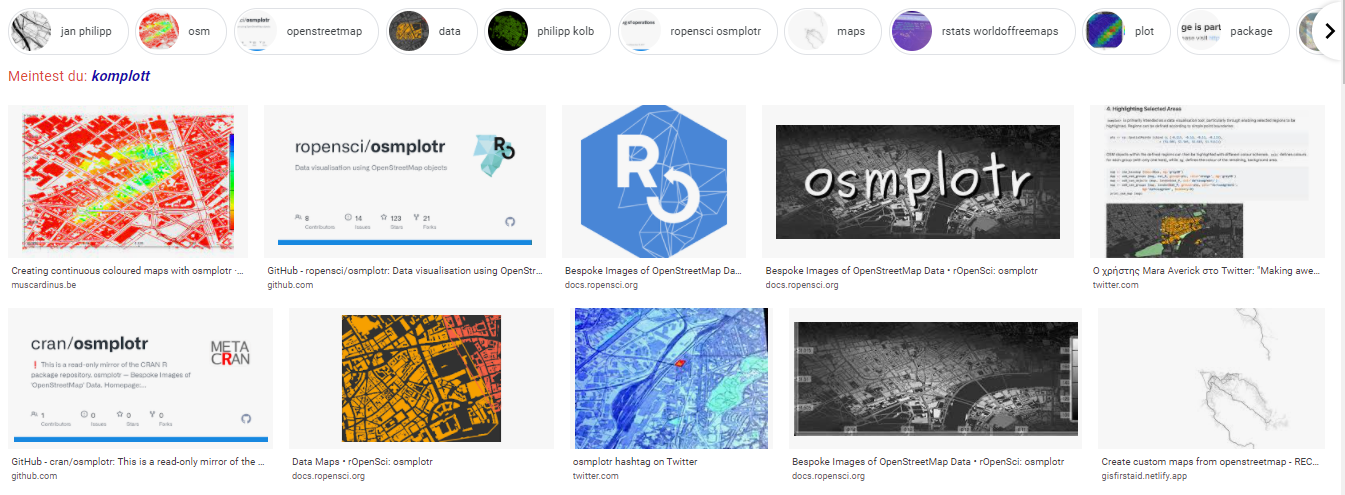 jan philipp
osm
/osmplotr
openstreetmap
data
philipp kolb
ropensci osmplotr
maps
rstats worldoffreemaps
plot
ge is part
package
Meintest du: komplott
ropensci/osmplotr
Data visualisation using OpenStreetMap objects
8 Contributors
14 Issues
123 Stars
21 Forks
R
osmplotr
4. Highlighting Selected Areas
Creating continuous coloured maps with osmplotr ·...
muscardinus.be
GitHub - ropensci/osmplotr: Data visualisation using OpenStr...
github.com
Bespoke Images of OpenStreetMap Da...
docs.ropensci.org
Bespoke Images of OpenStreetMap Data • rOpenSci: osmplotr
docs.ropensci.org
Ο χρήστης Mara Averick στο Twitter: "Making awe...
twitter.com
cran/osmplotr
❗ This is a read-only mirror of the CRAN R
package repository. osmplotr — Bespoke Images of
'OpenStreetMap' Data. Homepage:...
META
CRAN
1 Contributors
0 Issues
0 Stars
0 Forks
GitHub - cran/osmplotr: This is a read-only mirror of the ...
github.com
Data Maps • rOpenSci: osmplotr
docs.ropensci.org
osmplotr hashtag on Twitter
twitter.com
Bespoke Images of OpenStreetMap Data • rOpenSci: osmplotr
docs.ropensci.org
Create custom maps from openstreetmap - REC...
gisfirstaid.netlify.app